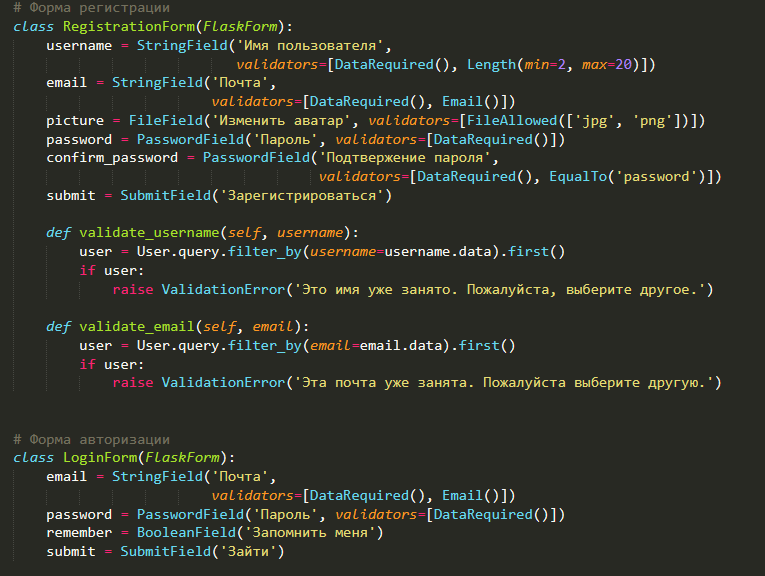 # Форма регистрации
class RegistrationForm(FlaskForm):
username = StringField('Имя пользователя',
validators=[DataRequired(), Length(min=2, max=20)])
email = StringField('Почта',
validators=[DataRequired(), Email()])
picture = FileField('Изменить аватар', validators=[FileAllowed(['jpg', 'png'])])
password = PasswordField('Пароль', validators=[DataRequired()])
confirm_password = PasswordField('Подтвержение пароля',
validators=[DataRequired(), EqualTo('password')])
submit = SubmitField('Зарегистрироваться')
def validate_username(self, username):
user = User.query.filter_by(username=username.data).first()
if user:
raise ValidationError('Это имя уже занято. Пожалуйста, выберите другое.')
def validate_email(self, email):
user = User.query.filter_by(email=email.data).first()
if user:
raise ValidationError('Эта почта уже занята. Пожалуйста выберите другую.')
# Форма авторизации
class LoginForm(FlaskForm):
email = StringField('Почта',
validators=[DataRequired(), Email()])
password = PasswordField('Пароль', validators=[DataRequired()])
remember = BooleanField('Запомнить меня')
submit = SubmitField('Зайти')